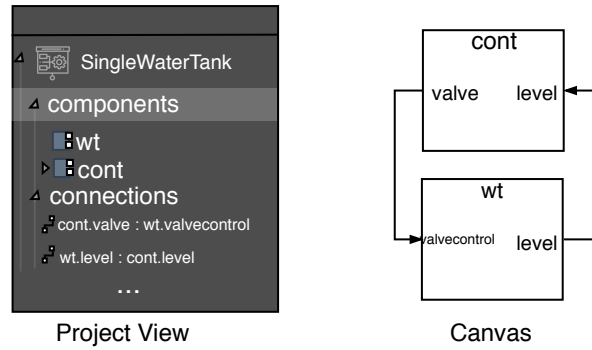 SingleWaterTank
components
wt
cont
connections
cont.valve : wt.valvecontrol
wt.level : cont.level
...
Project View
cont
valve level
wt
valvecontrol level
Canvas